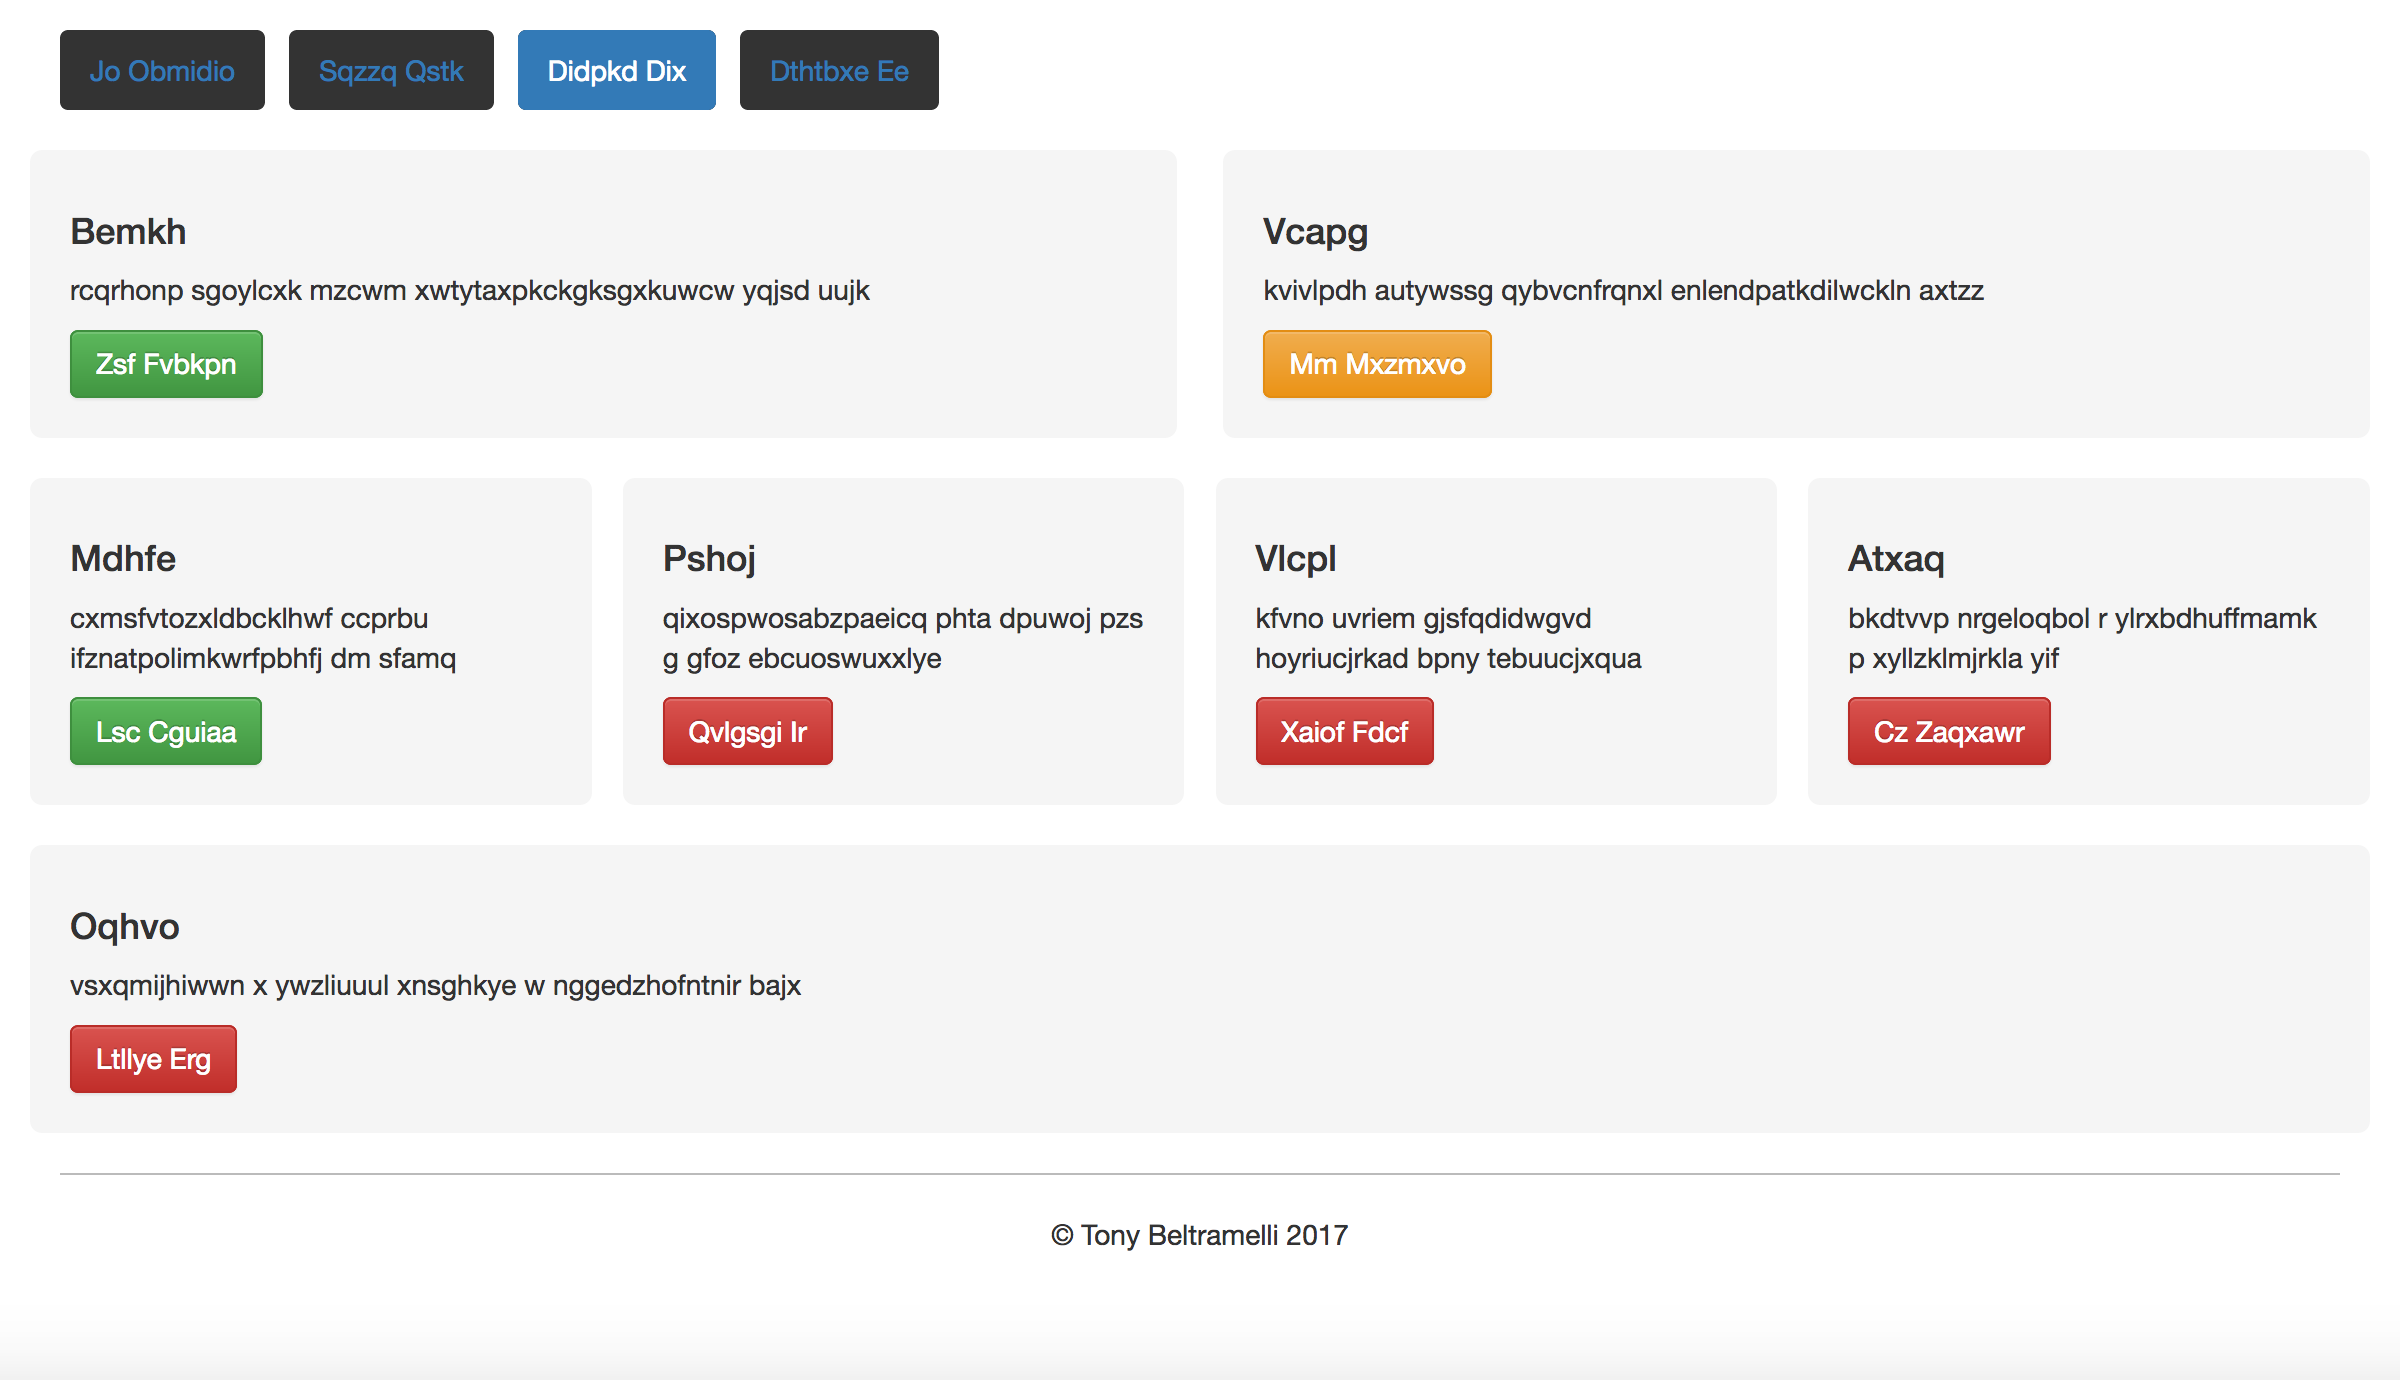 Jo Obmidio
Sqzzq Qstk
Didpkd Dix
Dthtbxe Ee
Bemkh
rcqrhonp sgoylcxk mzcwm xwtytaxpkckgksgxkuwcw yqjsd uujk
Zsf Fvbkpn
Vcapg
kvivlpdh autywssg qybvcnfrqnxl enlendpatkdilwckln axtzz
Mm Mxzmxvo
Mdhfe
cxmsfvtozxldbcklhwf ccprbu
ifznatpolimkwrfpbhfj dm sfamq
Lsc Cguiaa
Pshoj
qixospwosabzpaeicq phta dpuwoj pzs
g gfoz ebcuoswuxxlye
Qvlgsgi Ir
Vlcpl
kfvno uvriem gjsfqdidwgvd
hoyriucjrkad bpny tebuucjxqua
Xaiof Fdcf
Atxaq
bkdtvvp nrgeloqbol r ylrxbdhuffmamk
p xyllzklmjrkla yif
Cz Zaqxawr
Oqhvo
vsxqmijhiwwn x ywzliuuul xnsghkye w nggedzhofntnir bajx
Ltllye Erg
© Tony Beltramelli 2017